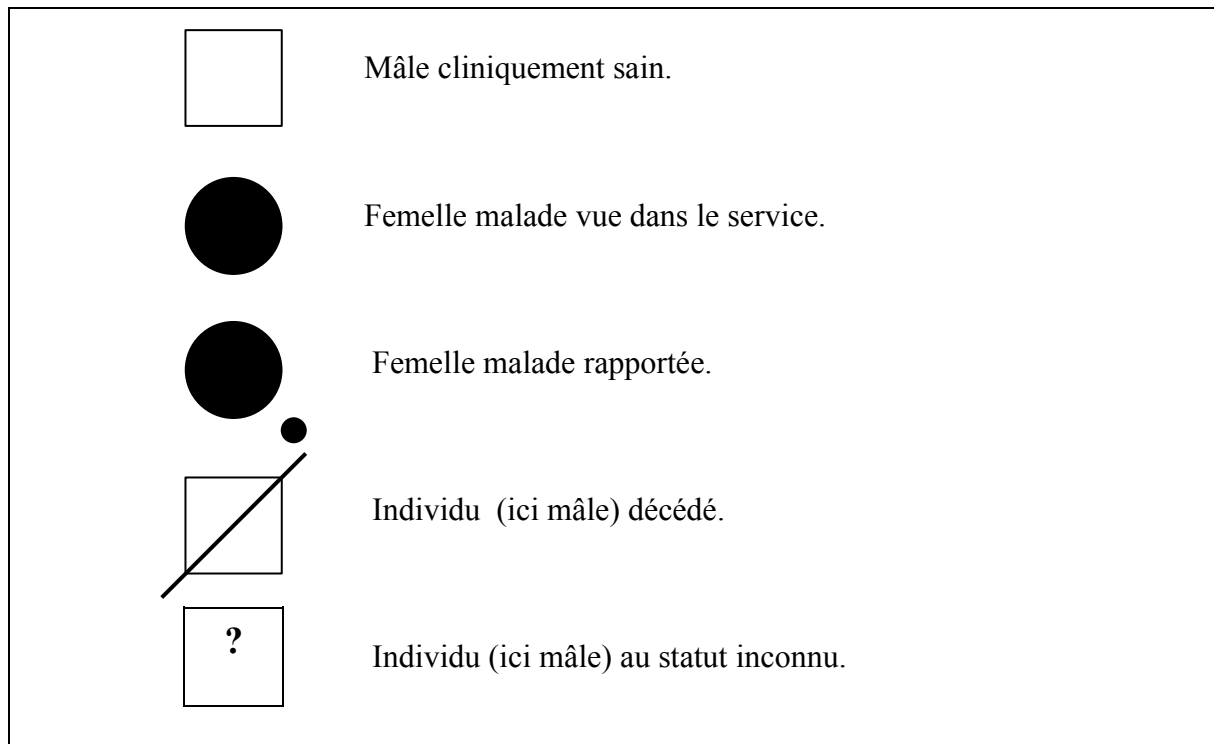 Mâle cliniquement sain.
Femelle malade vue dans le service.
Femelle malade rapportée.
Individu (ici mâle) décédé.
?
Individu (ici mâle) au statut inconnu.